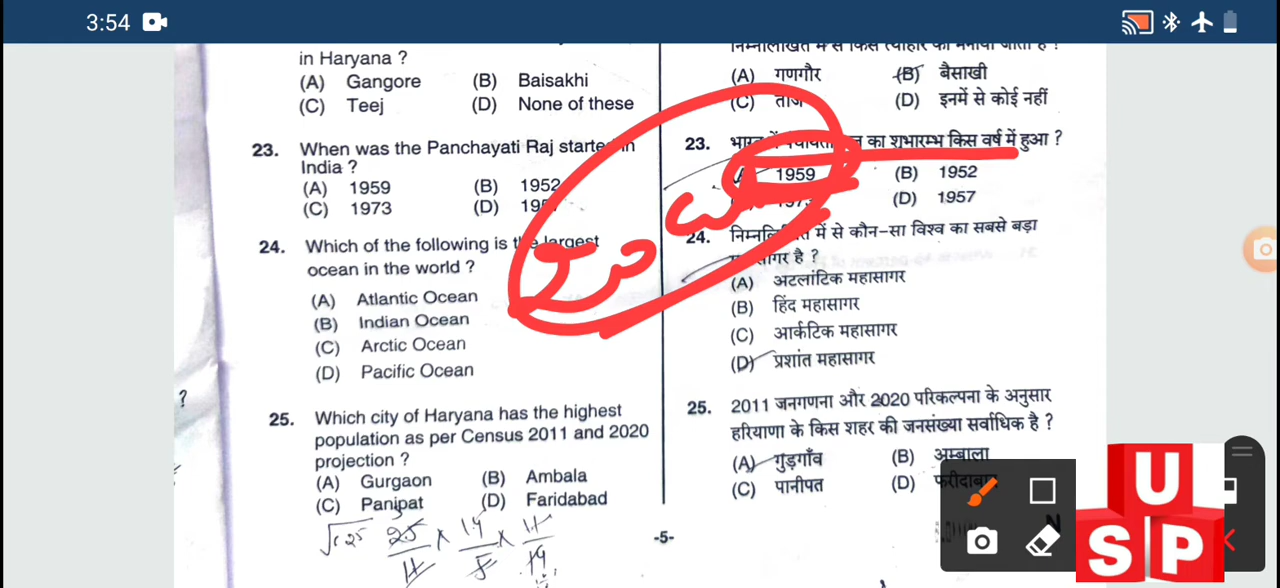 3:54
in Haryana ?
(A) Gangore (B) Baisakhi
(C) Teej (D) None of these
23. When was the Panchayati Raj started in
India ?
(A) 1959 (B) 1952
(C) 1973 (D)
24. Which of the following is the largest
ocean in the world ?
(A) Atlantic Ocean
(B) Indian Ocean
(C) Arctic Ocean
(D) Pacific Ocean
25. Which city of Haryana has the highest
population as per Census 2011 and 2020
projection ?
(A) Gurgaon (B) Ambala
(C) Panipat (D) Faridabad
-5-
निम्नलिखित में से किस त्योहार को मनाया जाता है ?
(A) गणगौर (B) बैसाखी
(C) तीज (D) इनमें से कोई नहीं
23. का शुभारम्भ किस वर्ष में हुआ ?
1959 (B) 1952
1973 (D) 1957
24. में से कौन-सा विश्व का सबसे बड़ा
है ?
(A) अटलांटिक महासागर
(B) हिंद महासागर
(C) आर्कटिक महासागर
(D) प्रशांत महासागर
25. 2011 जनगणना और 2020 परिकल्पना के अनुसार
हरियाणा के किस शहर की जनसंख्या सर्वाधिक है ?
(A) गुड़गाँव (B) अम्बाला
(C) पानीपत (D) फरीदाबाद
U
S P